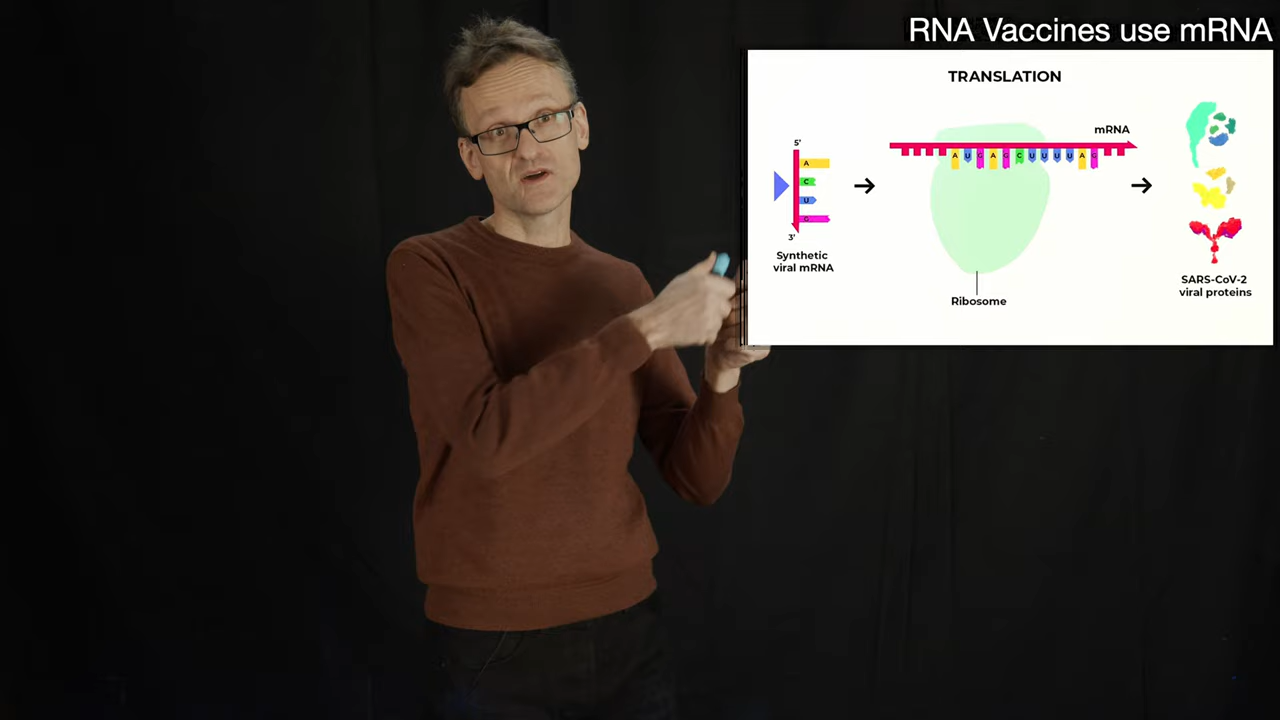 RNA Vaccines use mRNA
TRANSLATION
mRNA
5'
A
C
U
G
3'
A U G A G C U U U U A G
Synthetic
viral mRNA
Ribosome
SARS-CoV-2
viral proteins